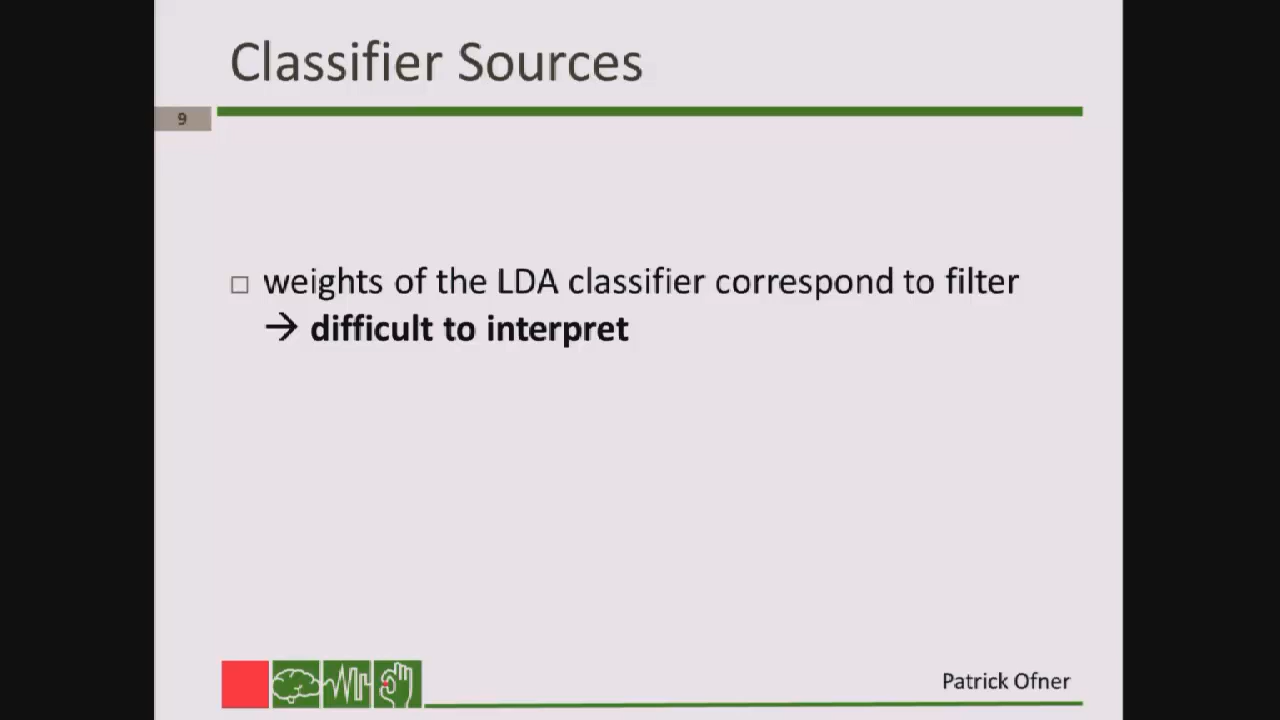 Classifier Sources
9
□ weights of the LDA classifier correspond to filter
→ difficult to interpret
Patrick Ofner